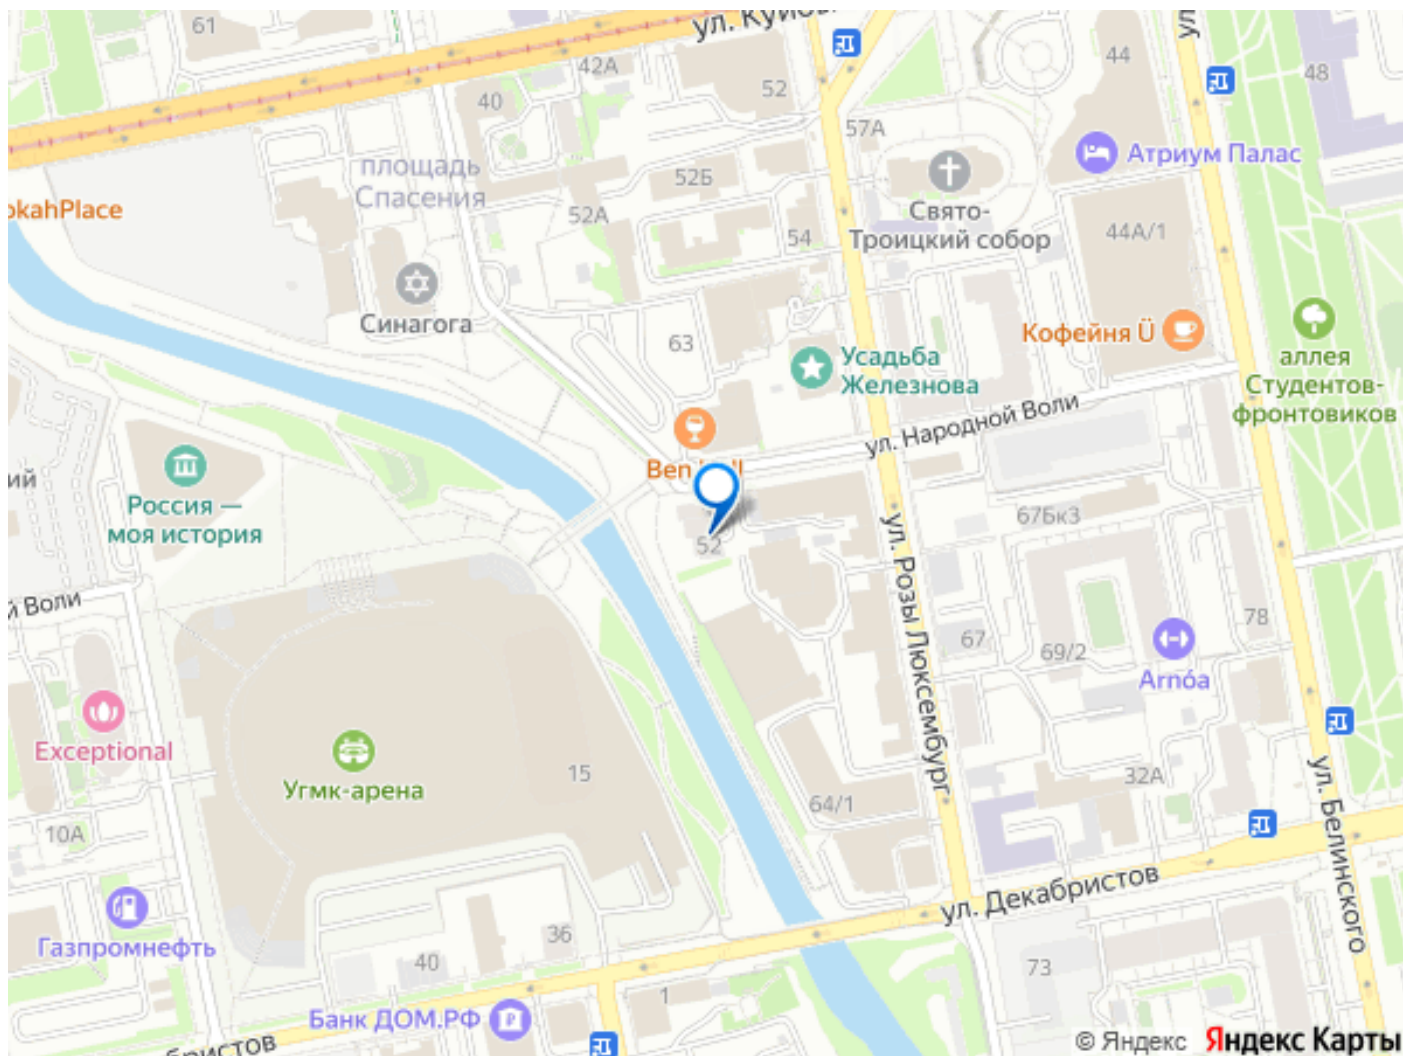 61
ул. Куйбы
42А
40
52
44
48
57А
Атриум Палас
площадь
Спасения
52Б
okahPlace
52А
Свято-
Троицкий собор
54
44А/1
Синагога
63
Кофейня Ü
Усадьба
Железнова
аллея
Студентов-
фронтовиков
ул. Народной Воли
Ben
ий
Россия —
моя история
67Бк3
52
й Воли
ул. Розы Люксембург
78
67
69/2
Arnóa
Exceptional
15
Угмк-арена
32А
64/1
10А
ул. Белинского
ул. Декабристов
Газпромнефть
36
40
73
1
Банк ДОМ.РФ
бристов
© Яндекс Яндекс Карты